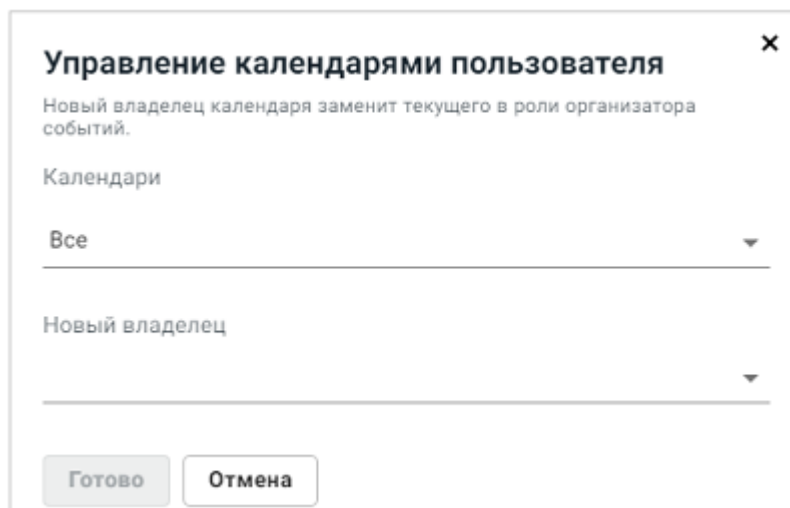 Управление календарями пользователя
Новый владелец календаря заменит текущего в роли организатора
событий.
Календари
Все
Новый владелец
Готово
Отмена